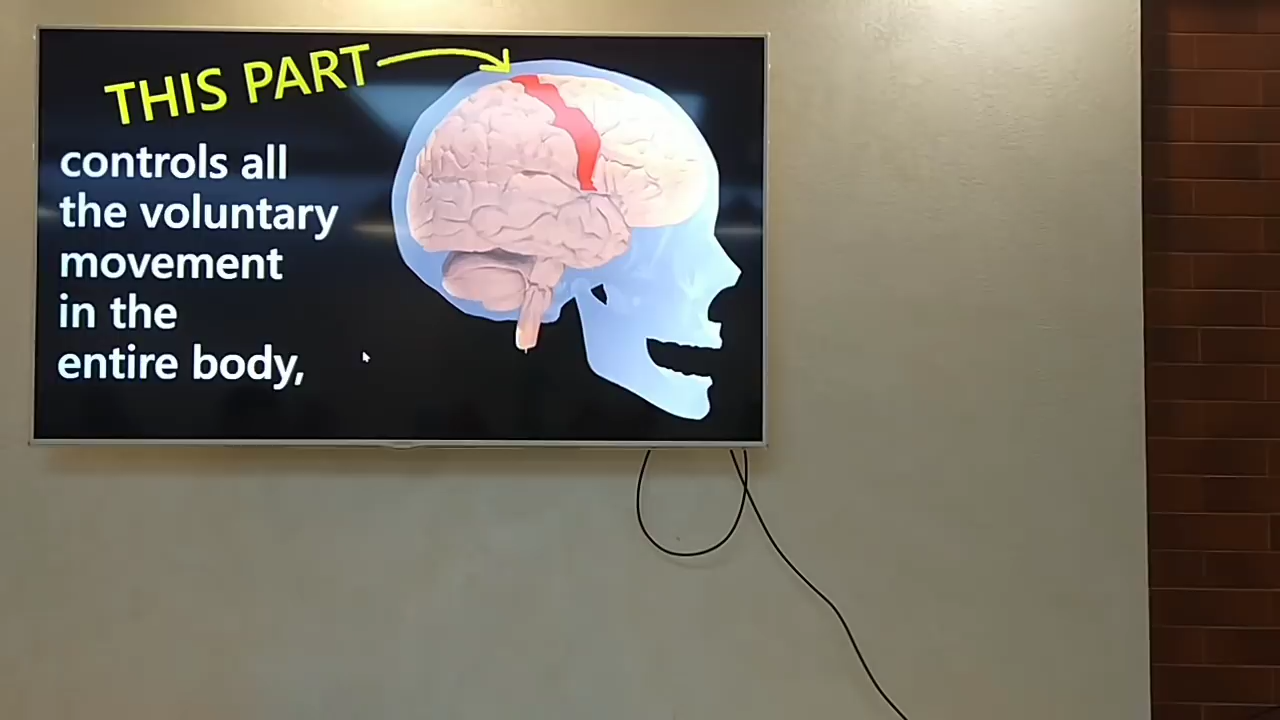 THIS PART
controls all
the voluntary
movement
in the
entire body,